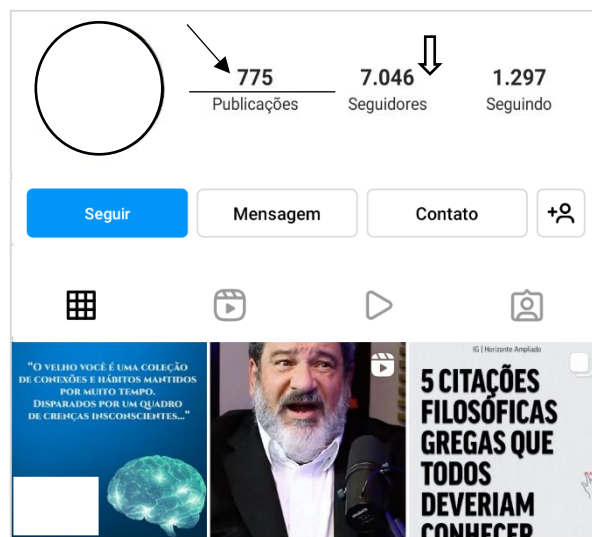 775
7.046
1.297
Publicações
Seguidores
Seguindo
Seguir
Mensagem
Contato
"O VELHO VOCÊ É UMA COLEÇÃO
DE CONEXÕES E HÁBITOS MANTIDOS
POR MUITO TEMPO.
DISPARADOS POR UM QUADRO
DE CRENÇAS INSCONSCIENTES..."
IG | Horizonte Ampliado
5 CITAÇÕES
FILOSÓFICAS
GREGAS QUE
TODOS
DEVERIAM
CONHECER